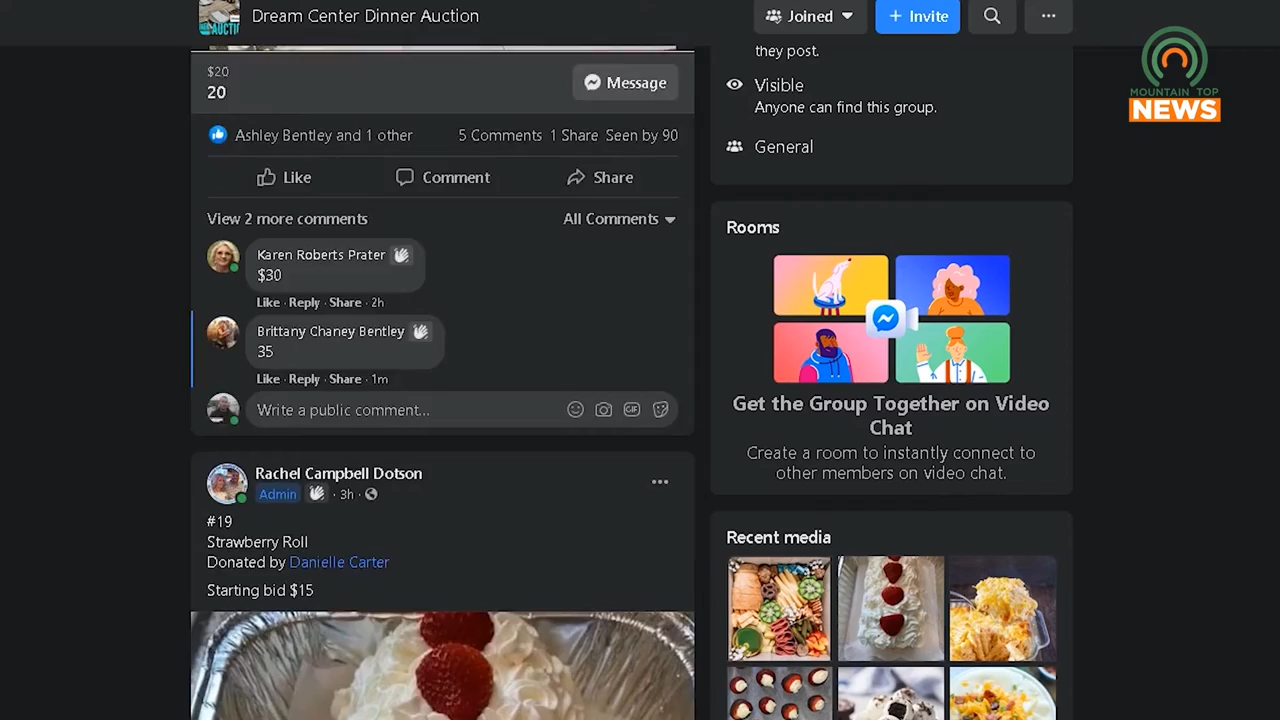 Dream Center Dinner Auction
Joined
+ Invite
...
MOUNTAIN TOP
NEWS
$20
20
Message
Ashley Bentley and 1 other
5 Comments 1 Share Seen by 90
Like
Comment
Share
View 2 more comments
All Comments
Karen Roberts Prater
$30
Like · Reply · Share · 2h
Brittany Chaney Bentley
35
Like · Reply · Share · 1m
Write a public comment...
GIF
Rachel Campbell Dotson
Admin · 3h ·
#19
Strawberry Roll
Donated by Danielle Carter
Starting bid $15
they post.
Visible
Anyone can find this group.
General
Rooms
Get the Group Together on Video
Chat
Create a room to instantly connect to
other members on video chat.
Recent media